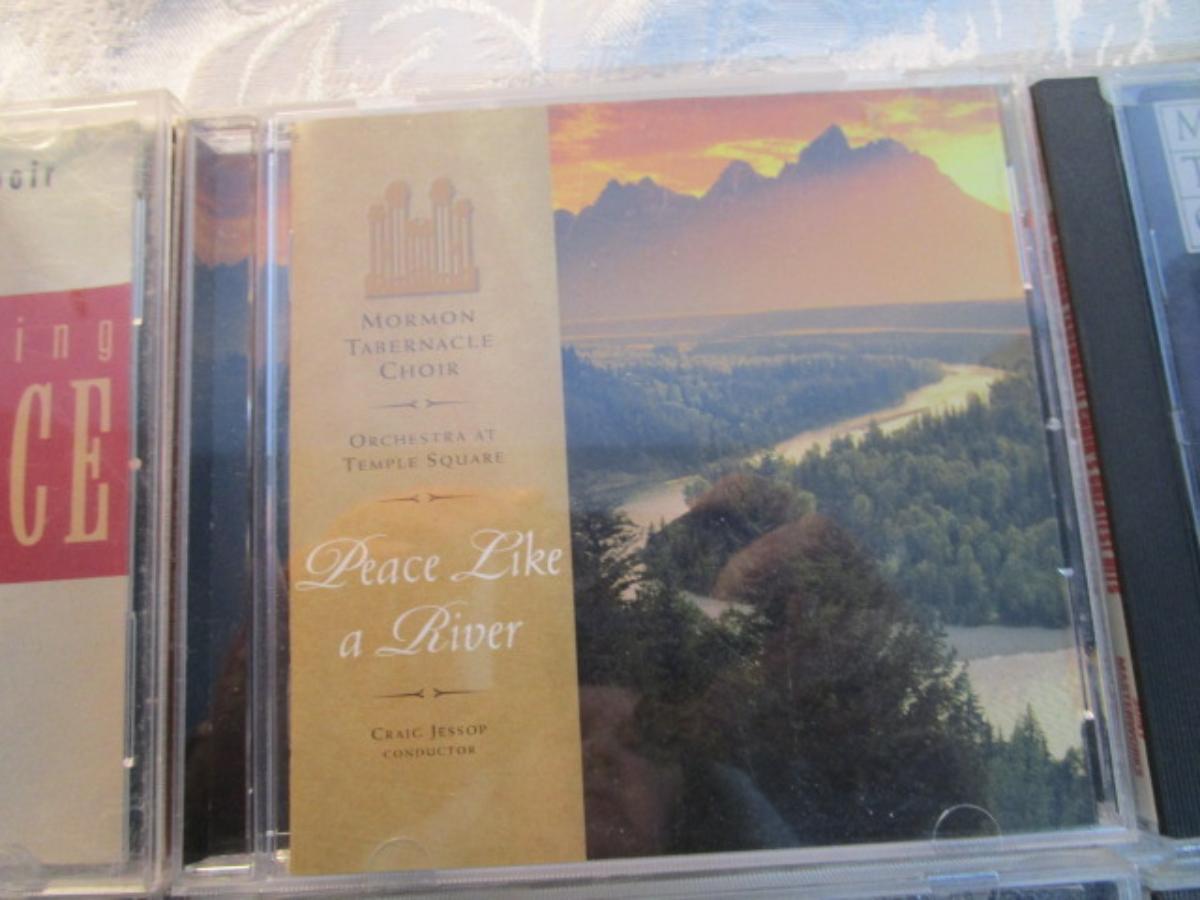 oir
ing
CE
MORMON
TABERNACLE
CHOIR
ORCHESTRA AT
TEMPLE SQUARE
Peace Like
a River
CRAIG JESSOP
CONDUCTOR
M
T